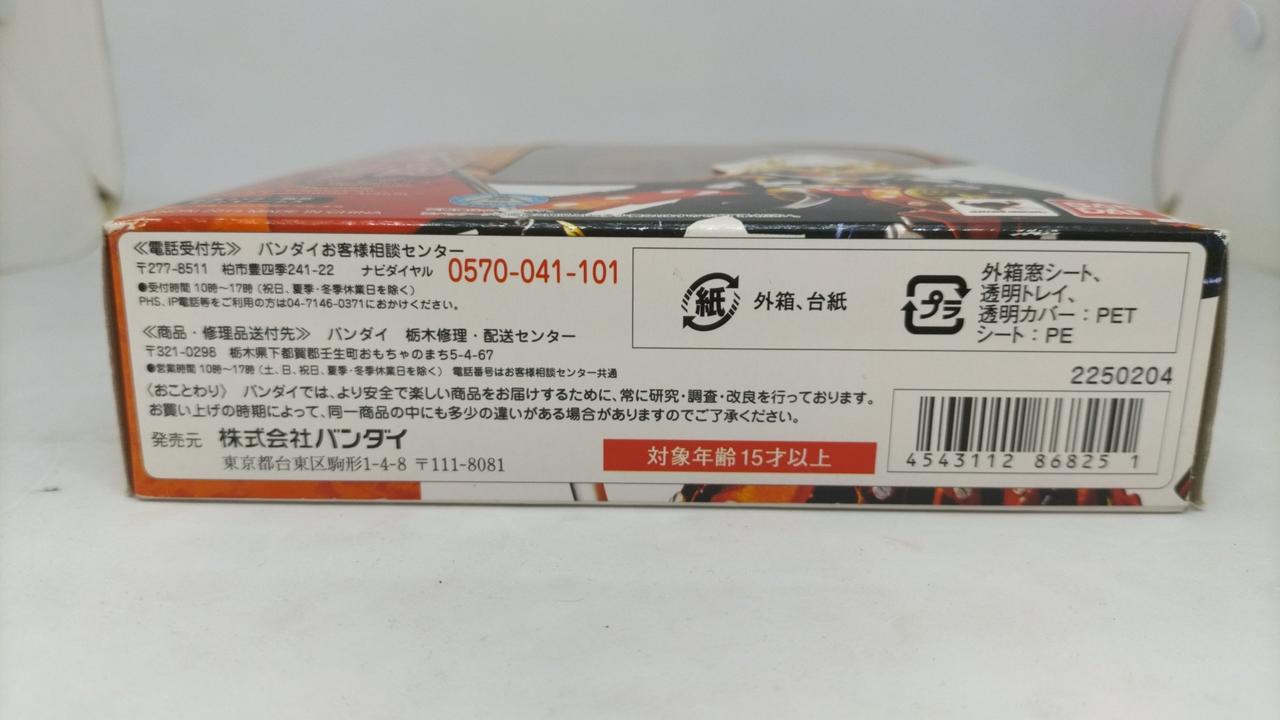 MADE IN CHINA
《電話受付先》 バンダイお客様相談センター
〒277-8511 柏市豊四季241-22 ナビダイヤル 0570-041-101
●受付時間 10時～17時(祝日、夏季・冬季休業日を除く)
PHS、IP電話等をご利用の方は04-7146-0371におかけください。
《商品・修理品送付先》 バンダイ 栃木修理・配送センター
〒321-0298 栃木県下都賀郡壬生町おもちゃのまち5-4-67
●営業時間 10時～17時(土、日、祝日、夏季・冬季休業日を除く) 電話番号はお客様相談センター共通
《おことわり》 バンダイでは、より安全で楽しい商品をお届けするために、常に研究・調査・改良を行っております。
お買い上げの時期によって、同一商品の中にも多少の違いがある場合がありますのでご了承ください。
発売元 株式会社バンダイ
東京都台東区駒形1-4-8 〒111-8081
対象年齢15才以上
紙 外箱、台紙
プラ
外箱窓シート、
透明トレイ、
透明カバー：PET
シート：PE
2250204
4543112 86825 1